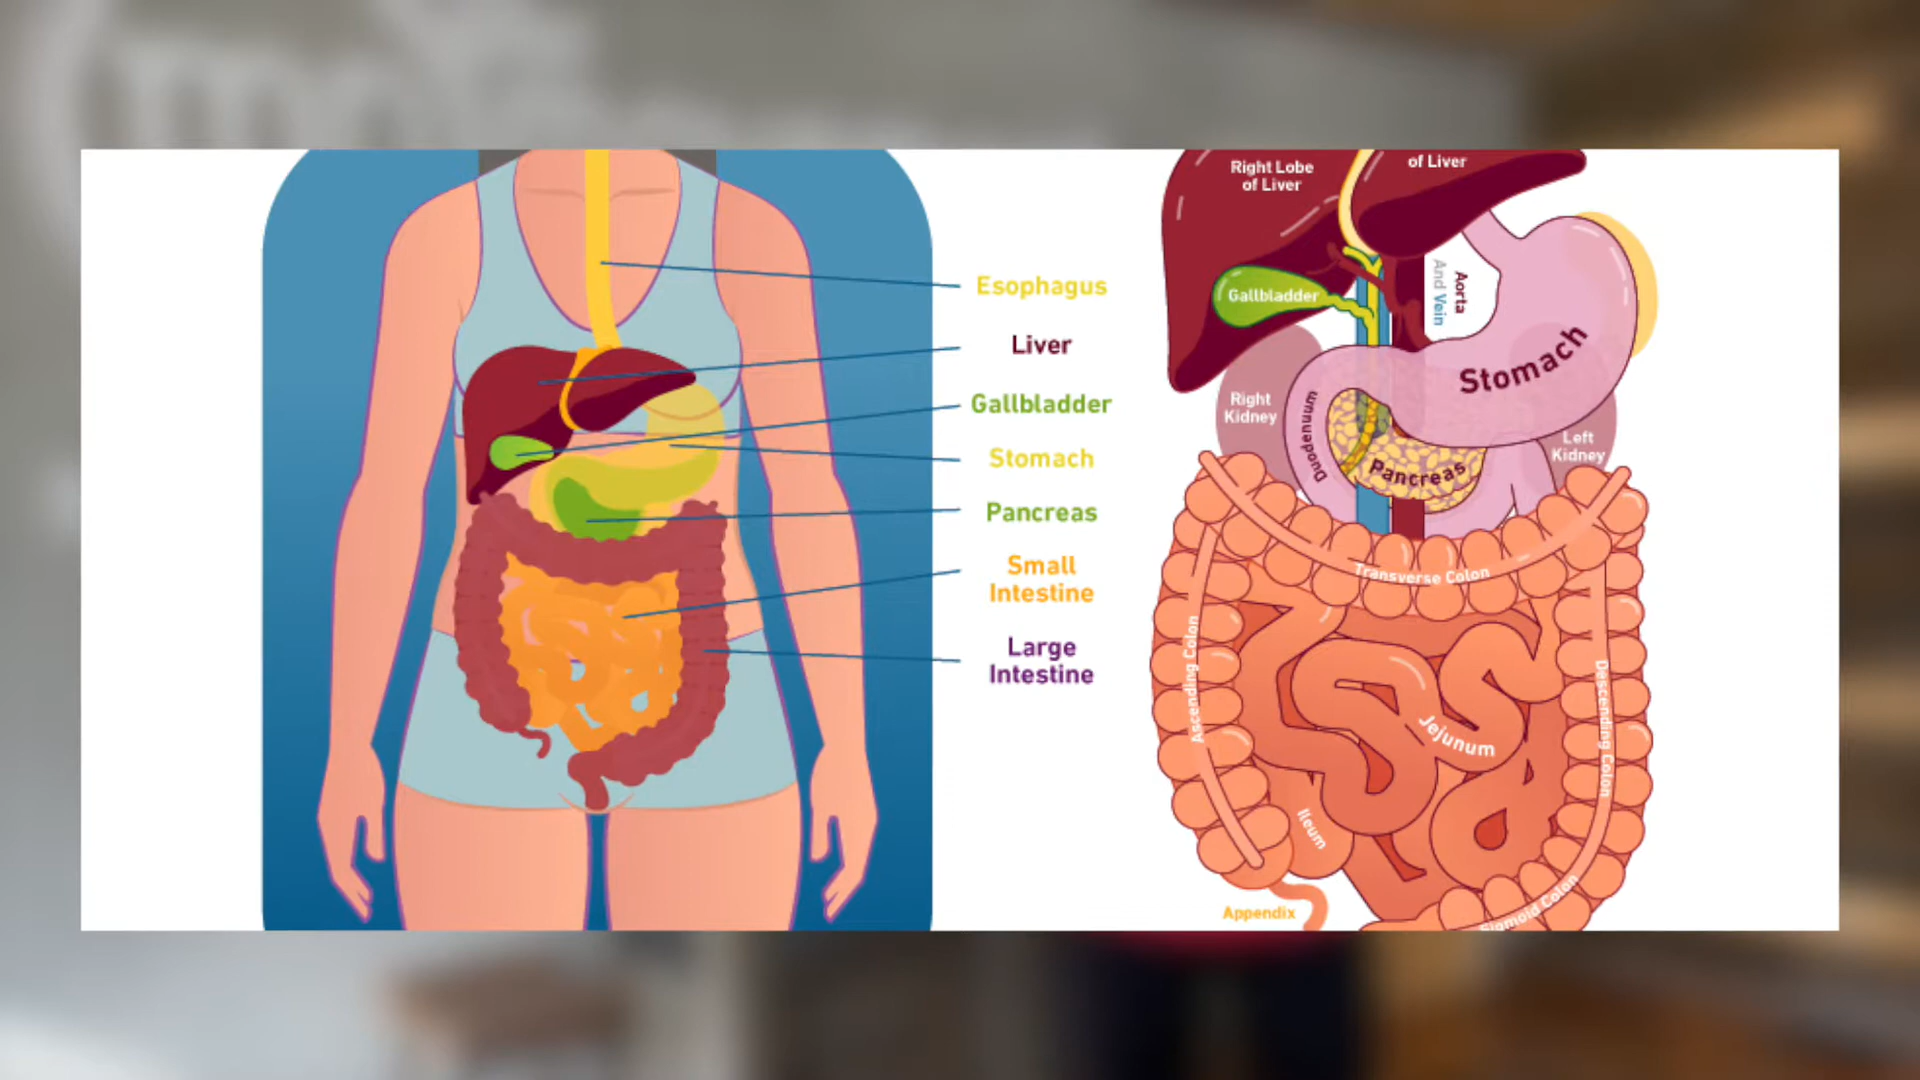 Esophagus
Liver
Gallbladder
Stomach
Pancreas
Small
Intestine
Large
Intestine
Right Lobe
of Liver
of Liver
Gallbladder
Aorta
And Vein
Stomach
Right
Kidney
Duodenuum
Pancreas
Left
Kidney
Transverse Colon
Ascending Colon
Jejunum
Descending Colon
Ileum
Appendix
Sigmoid Colon